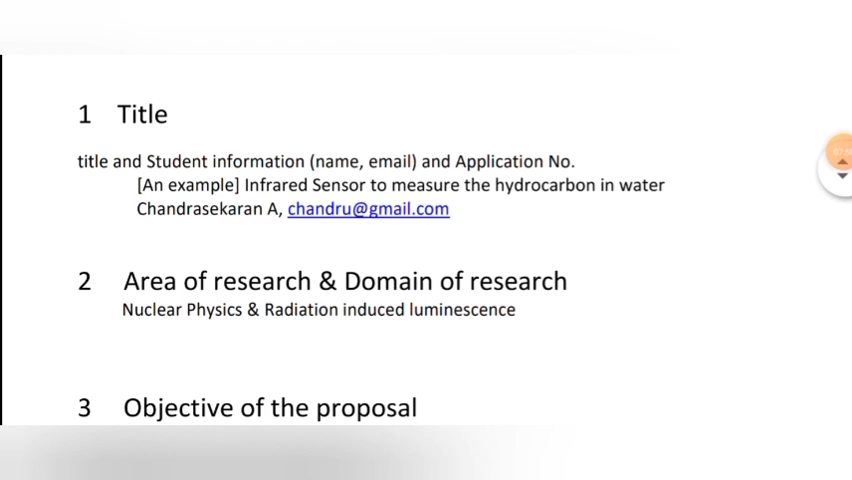 1 Title
title and Student information (name, email) and Application No.
[An example] Infrared Sensor to measure the hydrocarbon in water
Chandrasekaran A, chandru@gmail.com
2 Area of research & Domain of research
Nuclear Physics & Radiation induced luminescence
3 Objective of the proposal